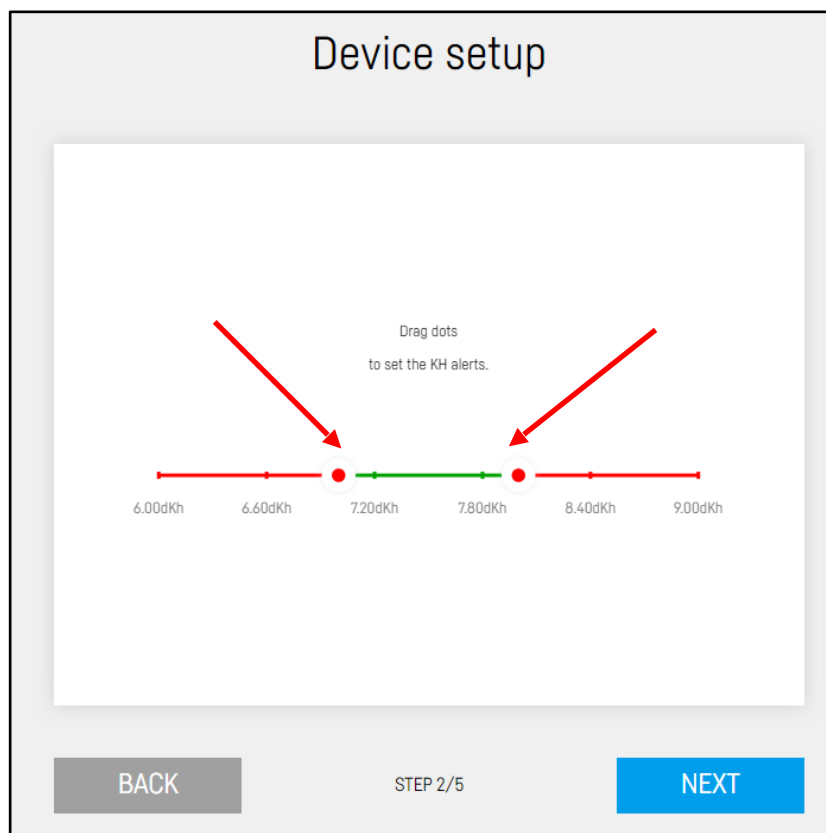 Device setup
Drag dots
to set the KH alerts.
6.00dKh 6.60dKh 7.20dKh 7.80dKh 8.40dKh 9.00dKh
BACK STEP 2/5 NEXT